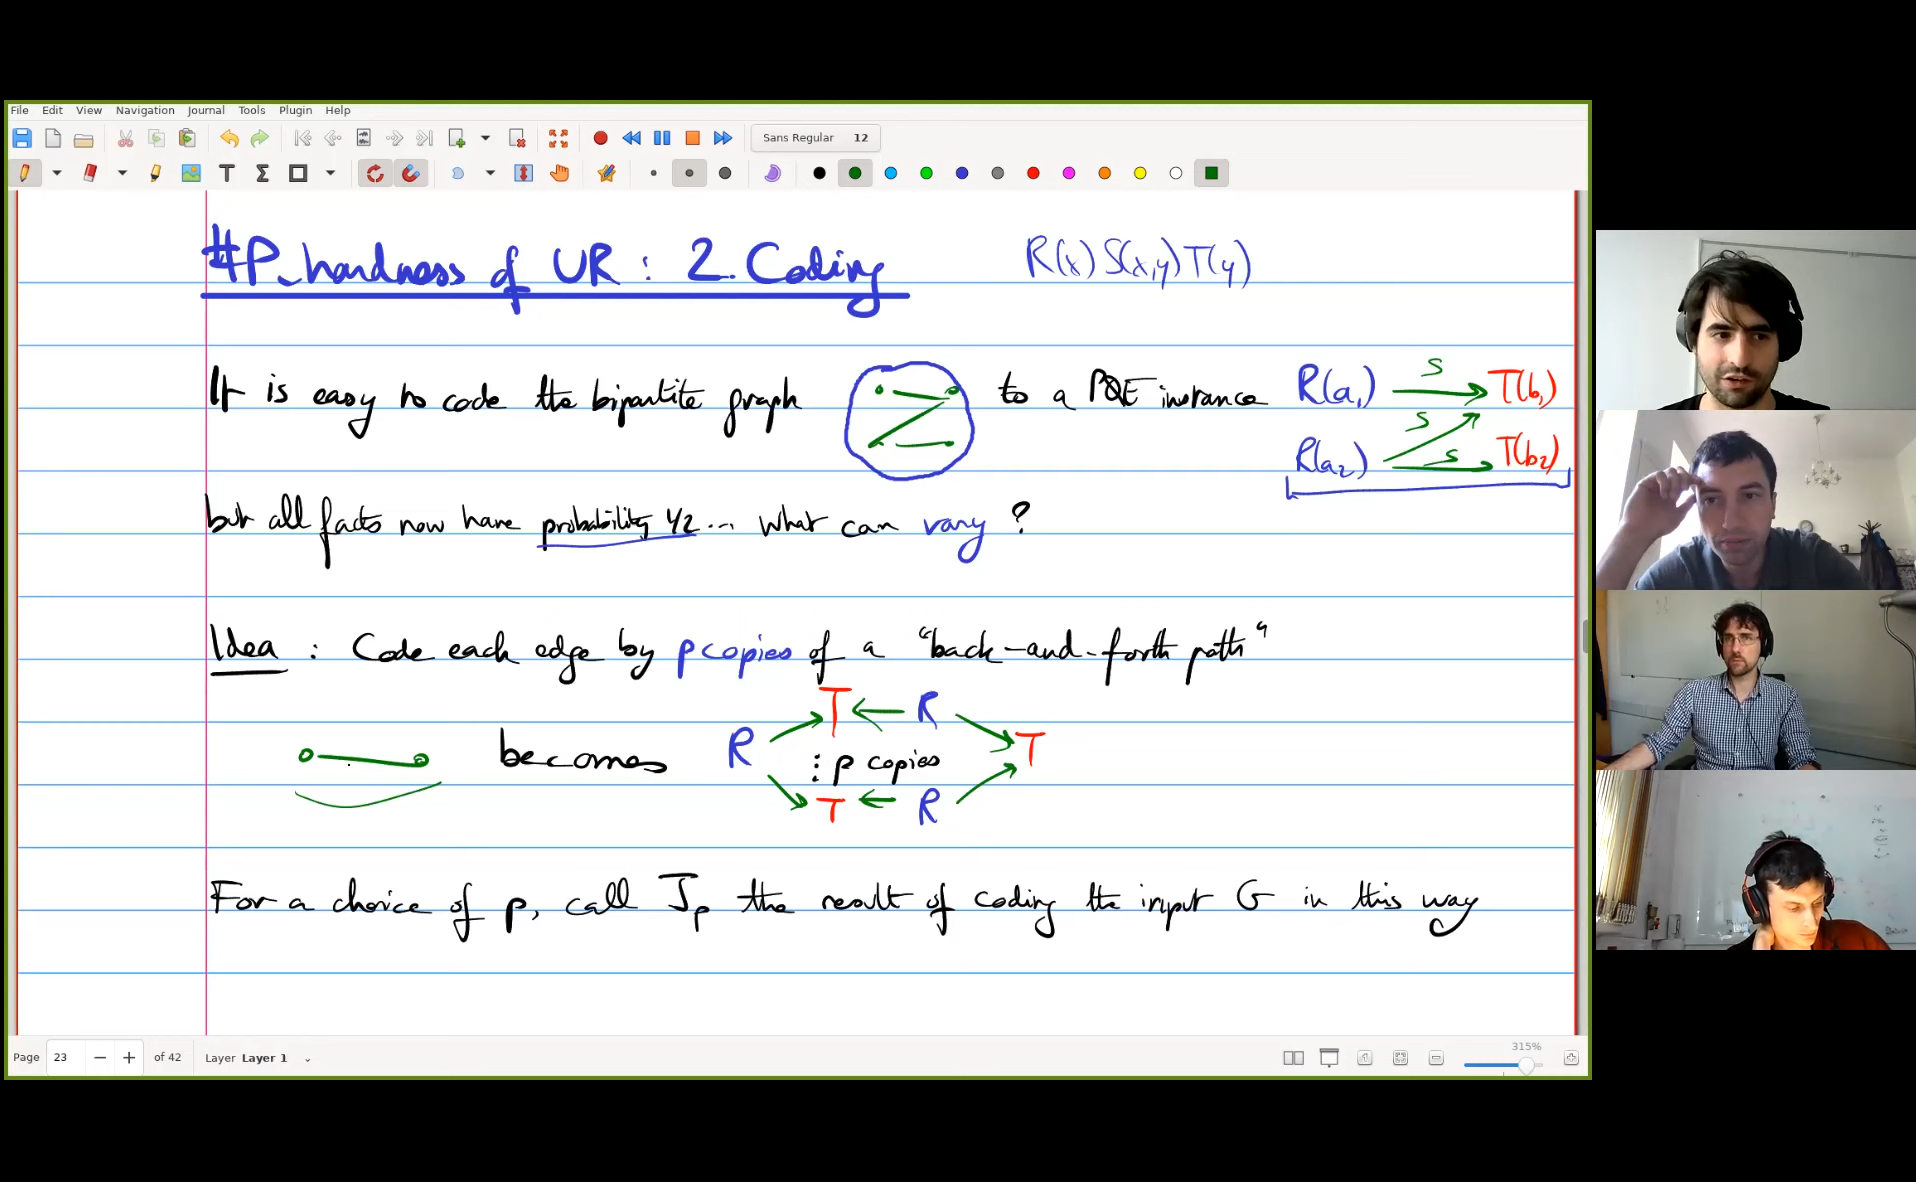 File Edit View Navigation Journal Tools Plugin Help
Sans Regular 12
#P-hardness of UR : 2. Coding R(x) S(x,y) T(y)
It is easy to code the bipartite graph to a PQE instance R(a₁) S T(b₁)
S
R(a₂) S T(b₂)
but all facts now have probability 1/2 ... What can vary ?
Idea : Code each edge by p copies of a "back-and-forth path"
T R
becomes R : p copies T
T R
For a choice of p, call Jp the result of coding the input G in this way
Page 23 of 42 Layer Layer 1 315%